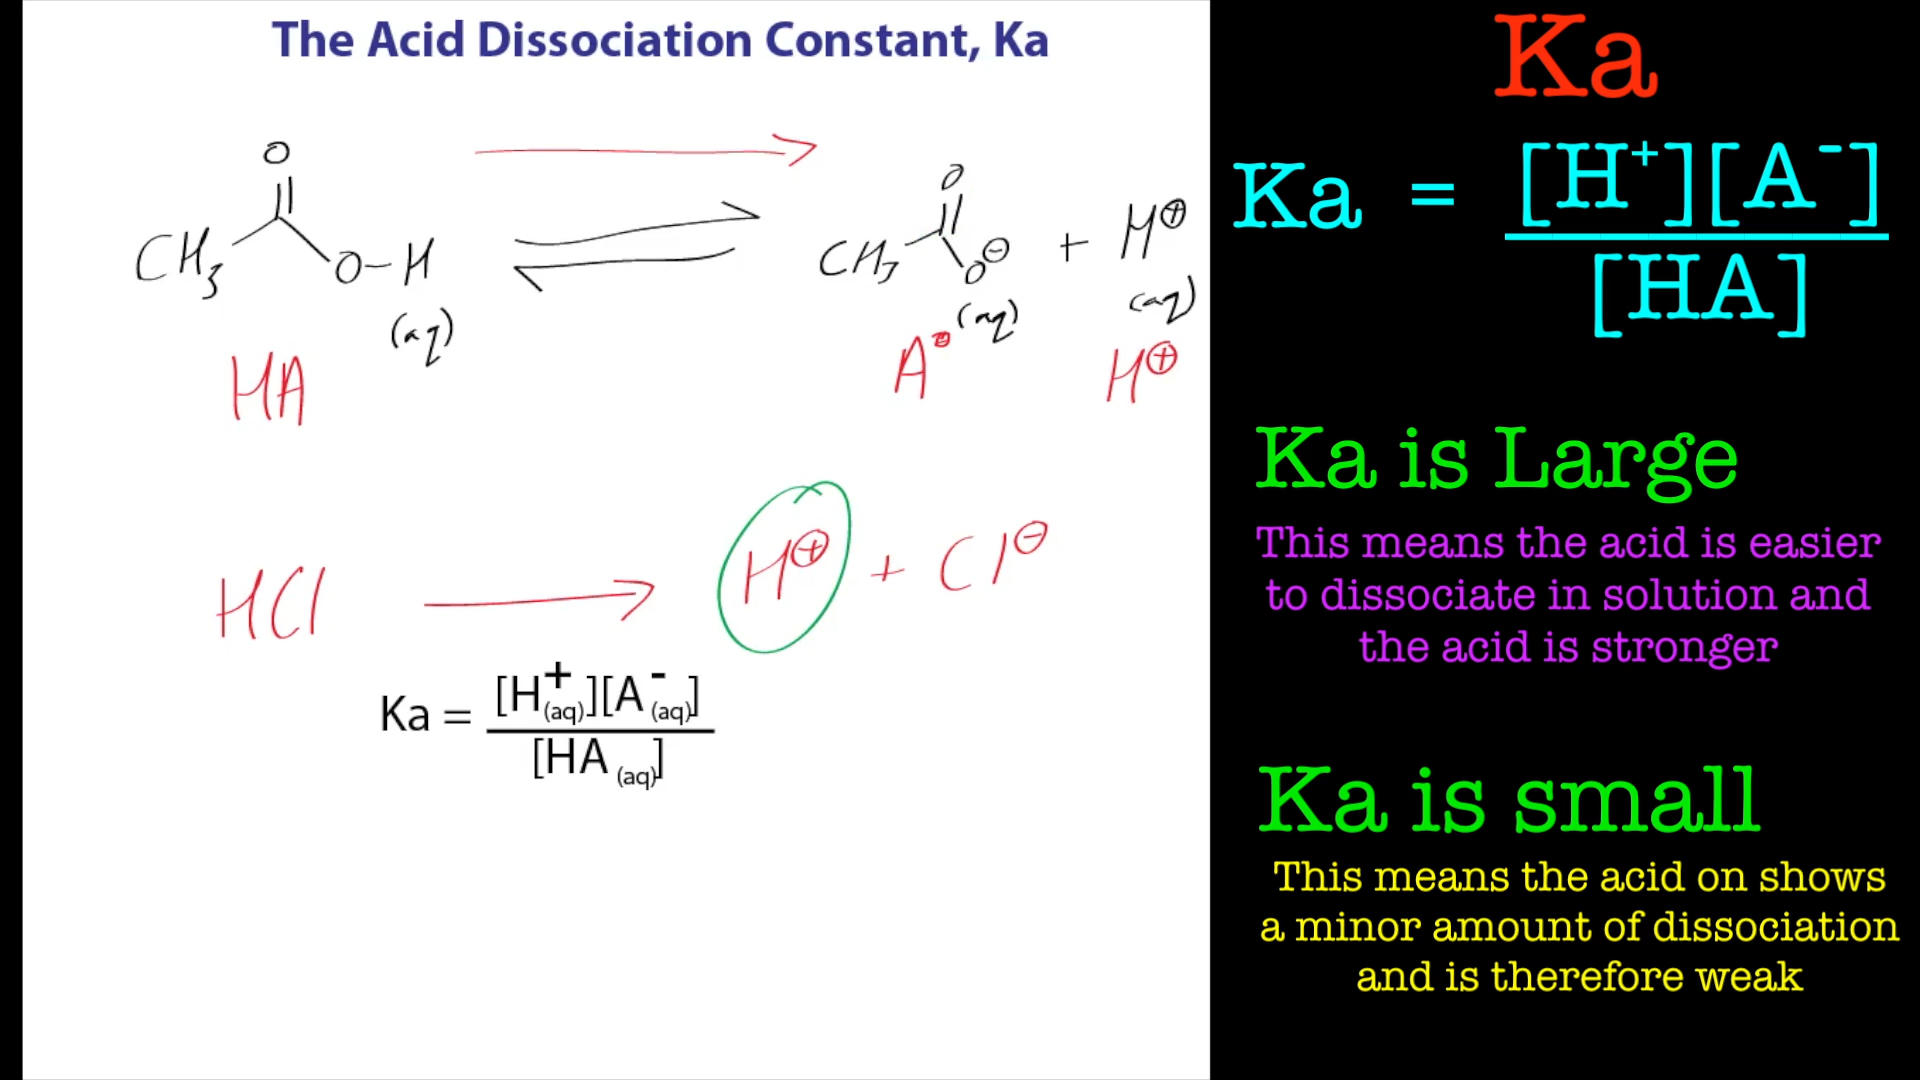 The Acid Dissociation Constant, Ka
O
CH₃ O-H
(aq)
HA
O
CH₃ O⊖ + H⊕
(aq) (aq)
A⊖ H⊕
HCl → H⊕ + Cl⊖
Ka = [H+(aq)][A-(aq)]
[HA (aq)]
Ka
Ka = [H⁺][A⁻]
[HA]
Ka is Large
This means the acid is easier
to dissociate in solution and
the acid is stronger
Ka is small
This means the acid on shows
a minor amount of dissociation
and is therefore weak